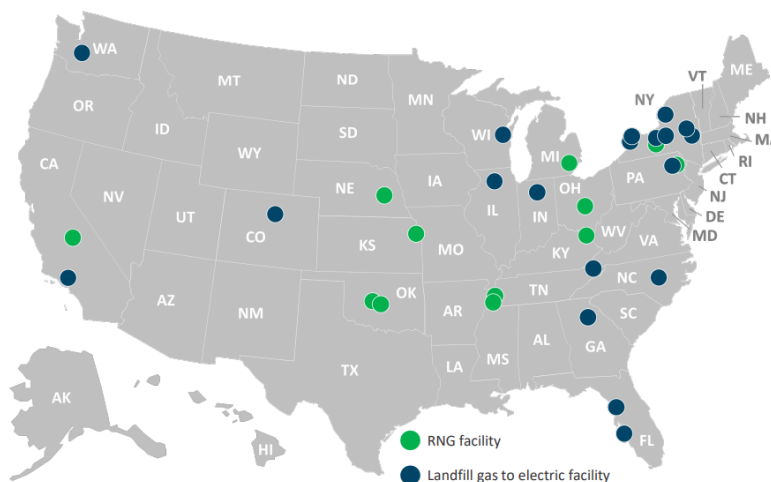 WA
MT
ND
MN
VT
ME
OR
ID
SD
WI
NY
NH
MA
WY
MI
RI
CA
NV
NE
IA
PA
CT
NJ
UT
CO
IL
IN
OH
DE
MD
KS
MO
WV
VA
KY
AZ
NM
OK
AR
TN
NC
SC
TX
LA
MS
AL
GA
AK
HI
FL
RNG facility
Landfill gas to electric facility